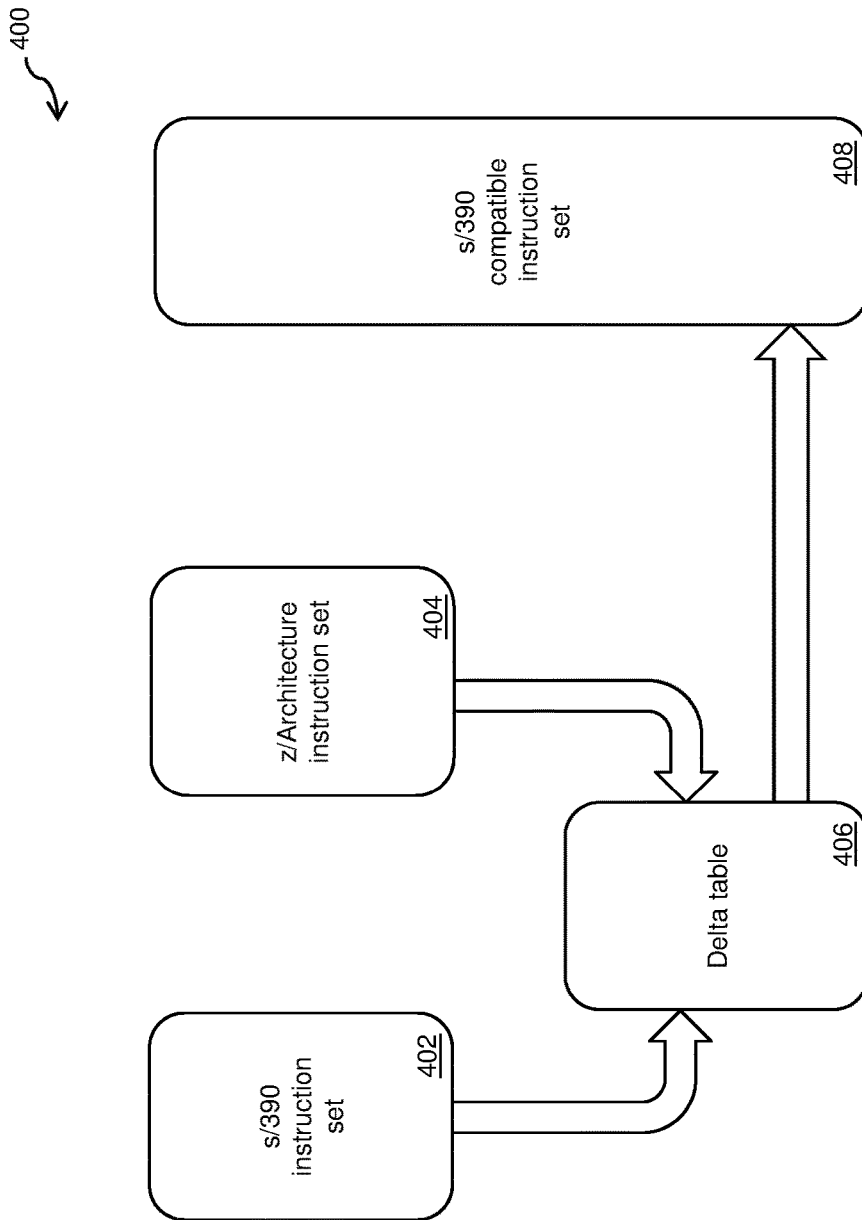 400
s/390
instruction
set
402
z/Architecture
instruction set
404
Delta table
406
s/390
compatible
instruction
set
408